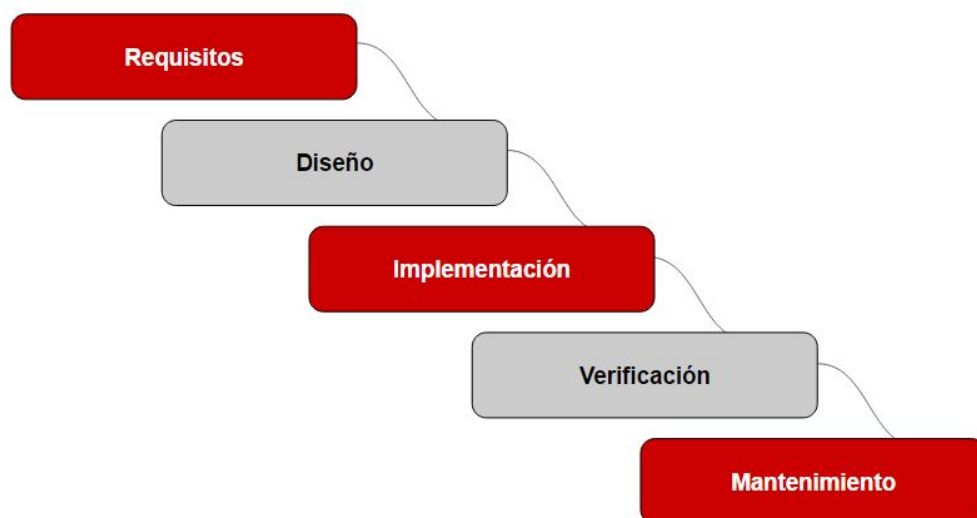 Requisitos
Diseño
Implementación
Verificación
Mantenimiento